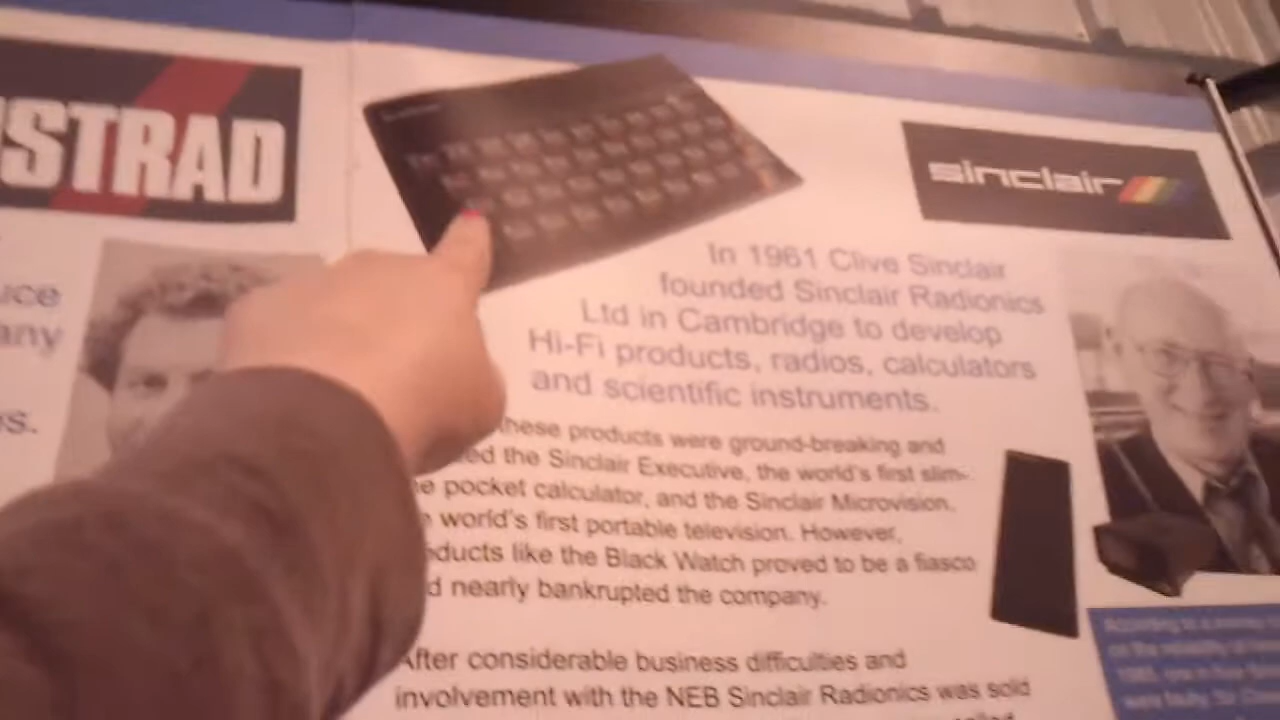 STRAD
sinclair
In 1961 Clive Sinclair
founded Sinclair Radionics
Ltd in Cambridge to develop
Hi-Fi products, radios, calculators
and scientific instruments.
these products were ground-breaking and
the Sinclair Executive, the world's first slim-
pocket calculator, and the Sinclair Microvision,
world's first portable television. However,
like the Black Watch proved to be a fiasco
nearly bankrupted the company.
After considerable business difficulties and
involvement with the NEB Sinclair Radionics was sold